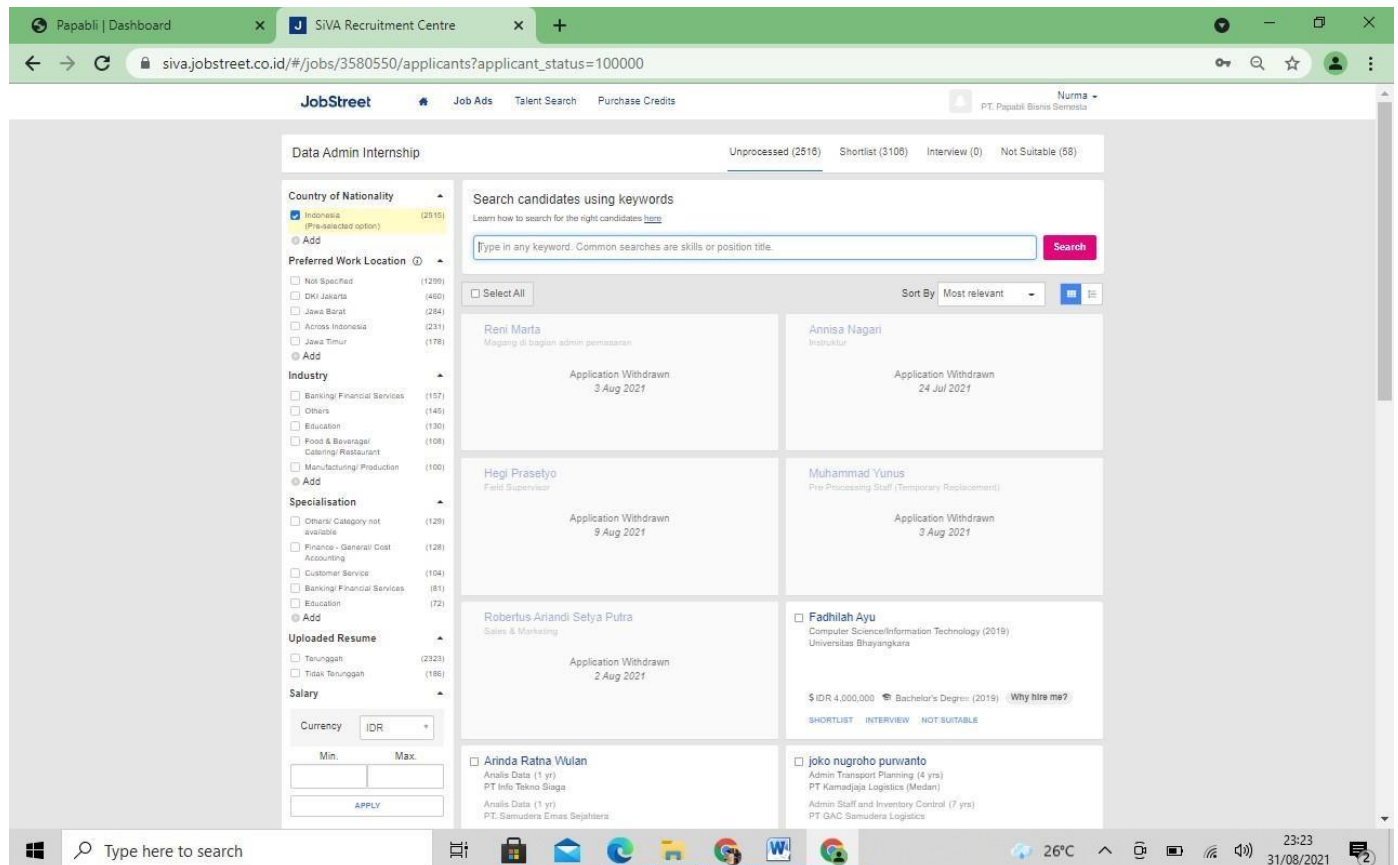 Papabli | Dashboard
SiVA Recruitment Centre
siva.jobstreet.co.id/#/jobs/3580550/applicants?applicant_status=100000
JobStreet Job Ads Talent Search Purchase Credits
Nurma
PT. Papabli Bisnis Semesta
Data Admin Internship
Unprocessed (2516) Shortlist (3106) Interview (0) Not Suitable (58)
Country of Nationality
Indonesia (2515)
(Pre-selected option)
Add
Preferred Work Location
Not Specified (1299)
DKI Jakarta (460)
Jawa Barat (284)
Across Indonesia (231)
Jawa Timur (178)
Add
Industry
Banking/ Financial Services (157)
Others (145)
Education (130)
Food & Beverage/ (108)
Catering/ Restaurant
Manufacturing/ Production (100)
Add
Specialisation
Others/ Category not (129)
available
Finance - General/ Cost (128)
Accounting
Customer Service (104)
Banking/ Financial Services (81)
Education (72)
Add
Uploaded Resume
Terunggah (2323)
Tidak Terunggah (186)
Salary
Currency IDR
Min. Max.
APPLY
Search candidates using keywords
Learn how to search for the right candidates here
Type in any keyword. Common searches are skills or position title.
Search
Select All
Sort By Most relevant
Reni Marta
Magang di bagian admin pemasaran
Application Withdrawn
3 Aug 2021
Annisa Nagari
Instruktur
Application Withdrawn
24 Jul 2021
Hegi Prasetyo
Field Supervisor
Application Withdrawn
9 Aug 2021
Muhammad Yunus
Pre Processing Staff (Temporary Replacement)
Application Withdrawn
3 Aug 2021
Robertus Ariandi Setya Putra
Sales & Marketing
Application Withdrawn
2 Aug 2021
Fadhilah Ayu
Computer Science/Information Technology (2019)
Universitas Bhayangkara
$ IDR 4,000,000 Bachelor's Degree (2019) Why hire me?
SHORTLIST INTERVIEW NOT SUITABLE
Arinda Ratna Wulan
Analis Data (1 yr)
PT Info Tekno Siaga
Analis Data (1 yr)
PT. Samudera Emas Sejahtera
joko nugroho purwanto
Admin Transport Planning (4 yrs)
PT Kamadjaja Logistics (Medan)
Admin Staff and Inventory Control (7 yrs)
PT GAC Samudera Logistics
Type here to search
26°C
23:23
31/08/2021
2